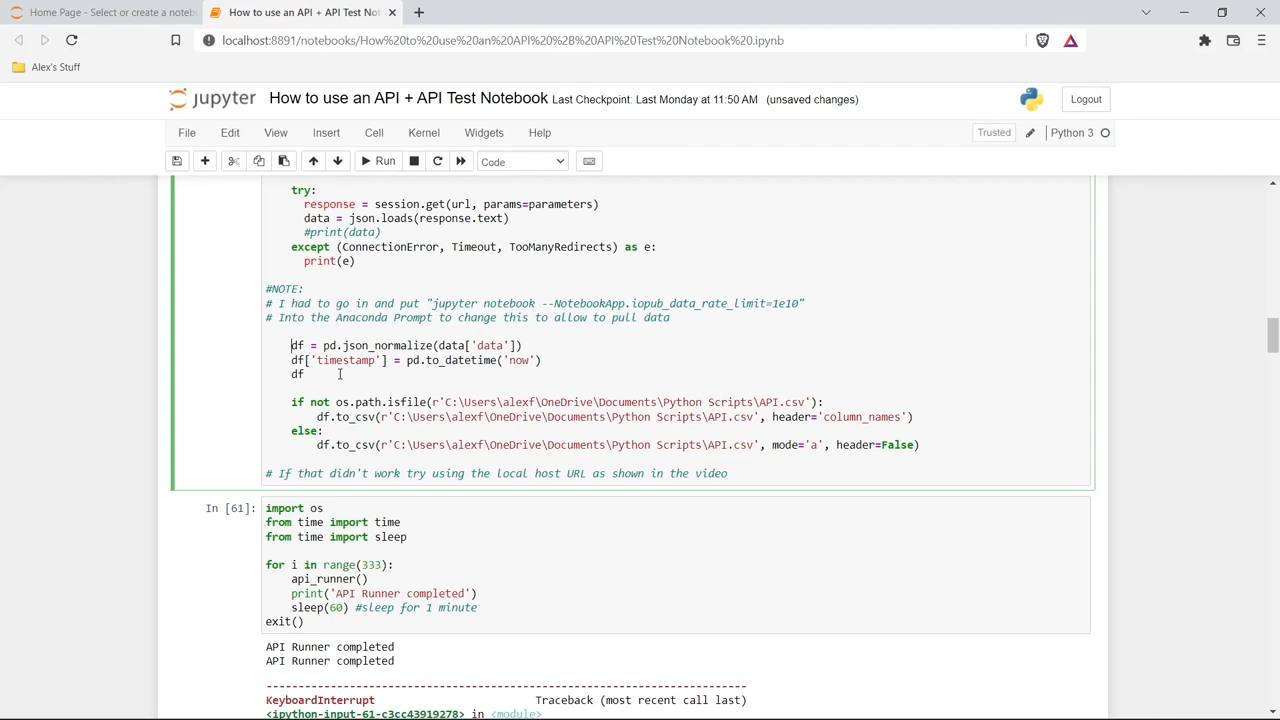 Home Page - Select or create a noteb
How to use an API + API Test Not
localhost:8891/notebooks/How%20to%20use%20an%20API%20%2B%20API%20Test%20Notebook%20.ipynb
Alex's Stuff
jupyter How to use an API + API Test Notebook Last Checkpoint: Last Monday at 11:50 AM (unsaved changes)
Logout
File Edit View Insert Cell Kernel Widgets Help
Trusted
Python 3
Run
Code
try:
response = session.get(url, params=parameters)
data = json.loads(response.text)
#print(data)
except (ConnectionError, Timeout, TooManyRedirects) as e:
print(e)
#NOTE:
# I had to go in and put "jupyter notebook --NotebookApp.iopub_data_rate_limit=1e10"
# Into the Anaconda Prompt to change this to allow to pull data
df = pd.json_normalize(data['data'])
df['timestamp'] = pd.to_datetime('now')
df
if not os.path.isfile(r'C:\Users\alexf\OneDrive\Documents\Python Scripts\API.csv'):
df.to_csv(r'C:\Users\alexf\OneDrive\Documents\Python Scripts\API.csv', header='column_names')
else:
df.to_csv(r'C:\Users\alexf\OneDrive\Documents\Python Scripts\API.csv', mode='a', header=False)
# If that didn't work try using the local host URL as shown in the video
In [61]:
import os
from time import time
from time import sleep
for i in range(333):
api_runner()
print('API Runner completed')
sleep(60) #sleep for 1 minute
exit()
API Runner completed
API Runner completed
---------------------------------------------------------------------------
KeyboardInterrupt                         Traceback (most recent call last)
<ipython-input-61-c3cc43919278> in <module>